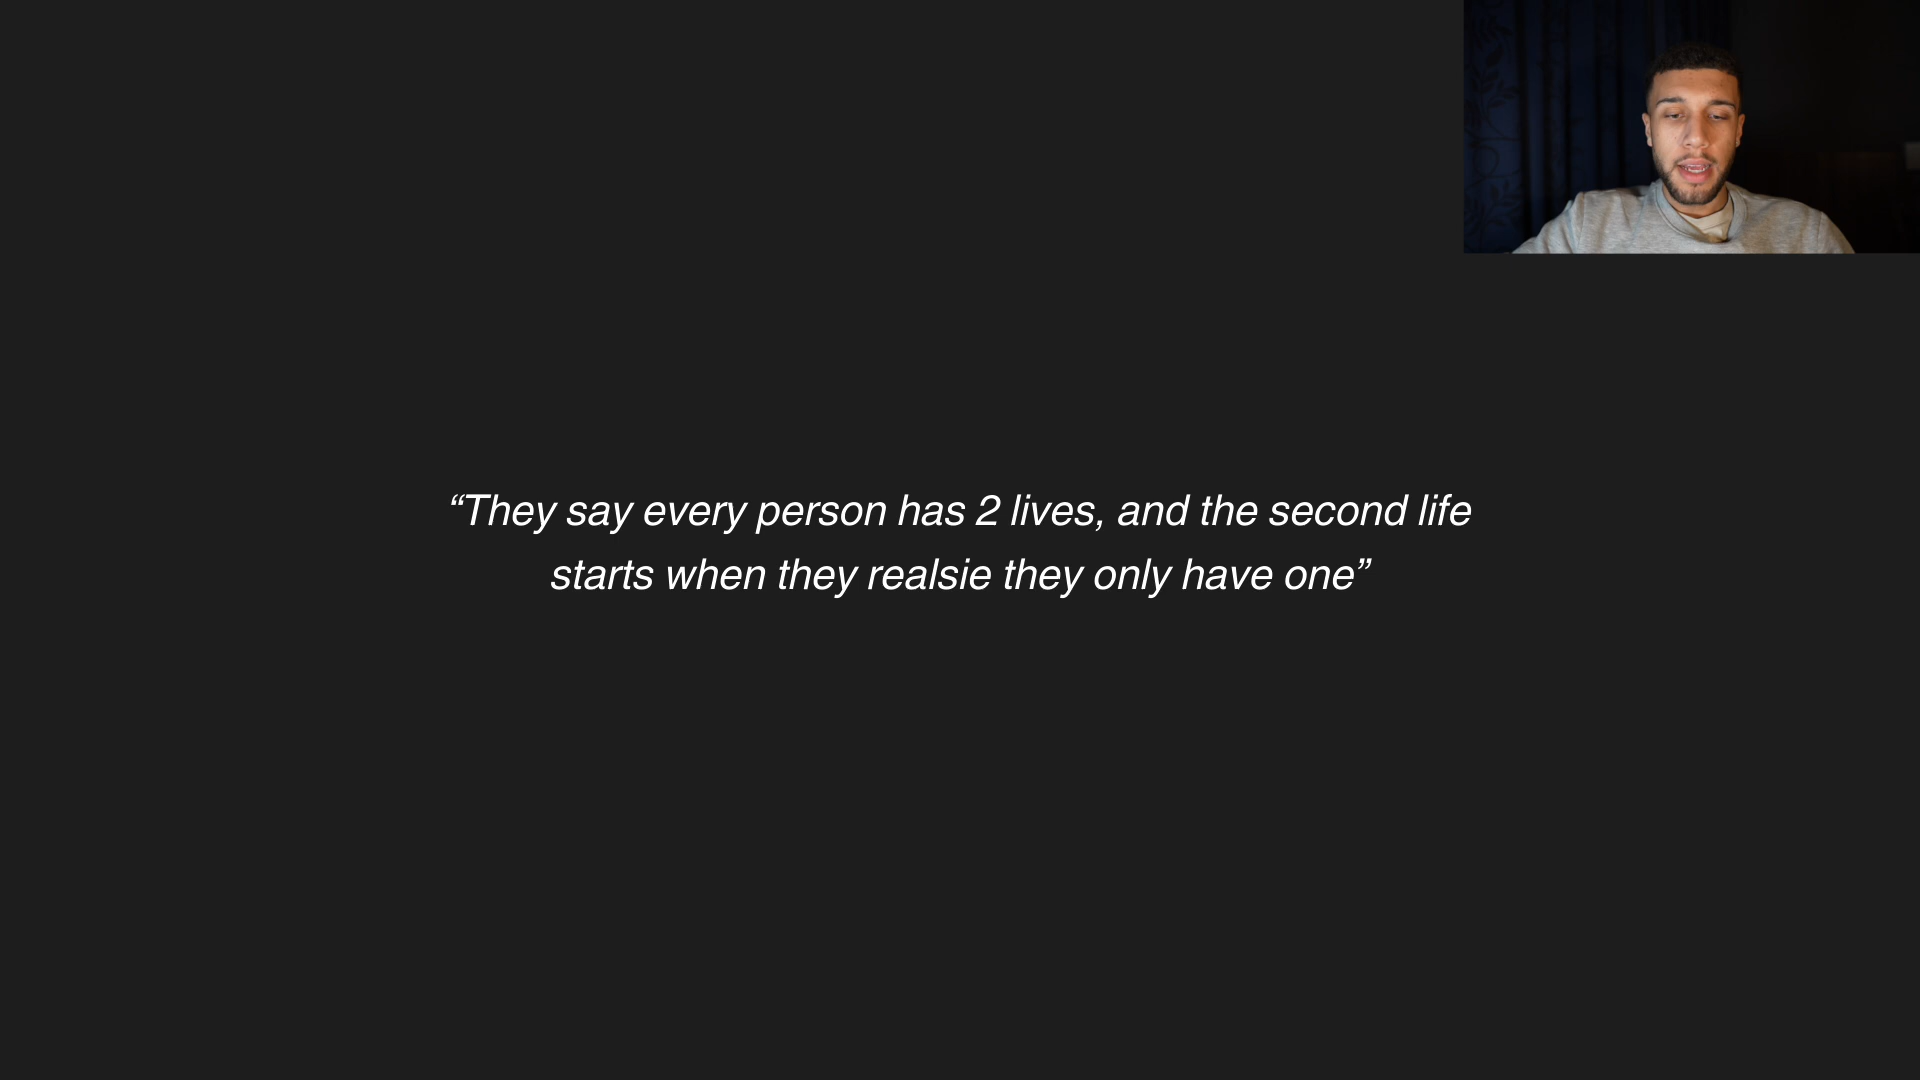 “They say every person has 2 lives, and the second life
starts when they realsie they only have one”